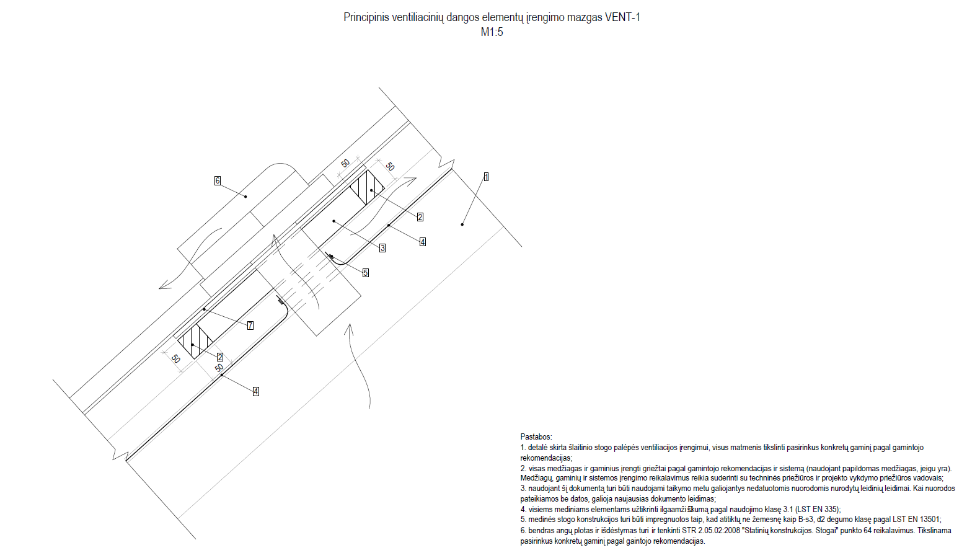 Principinis ventiliacinių dangos elementų įrengimo mazgas VENT-1
M1:5
50
50
6
1
2
4
3
5
7
2
50
50
4
Pastabos:
1. detalė skirta šlaitinio stogo palėpės ventiliacijos įrengimui, visus matmenis tikslinti pasirinkus konkretų gaminį pagal gamintojo
rekomendacijas;
2. visas medžiagas ir gaminius įrengti griežtai pagal gamintojo rekomendacijas ir sistemą (naudojant papildomas medžiagas, jeigu yra).
Medžiagų, gaminių ir sistemos įrengimo reikalavimus reikia suderinti su techninės priežiūros ir projekto vykdymo priežiūros vadovais;
3. naudojant šį dokumentą turi būti naudojami taikymo metu galiojantys nedatuotomis nuorodomis nurodytų leidinių leidimai. Kai nuorodos
pateikiamos be datos, galioja naujausias dokumento leidimas;
4. visiems mediniams elementams užtikrinti pagal naudojimo klasę 3.1 (LST EN 335);
5. medinės stogo konstrukcijos turi būti impregnuotos taip, kad atitiktų ne žemesnę kaip B-s3, d2 degumo klasę pagal LST EN 13501;
6. bendras angų plotas ir išdėstymas turi ir tenkinti STR 2.05.02:2008 "Statinių konstrukcijos. Stogai" punkto 64 reikalavimus. Tikslinama
pasirinkus konkretų gaminį pagal gaintojo rekomendacijas.